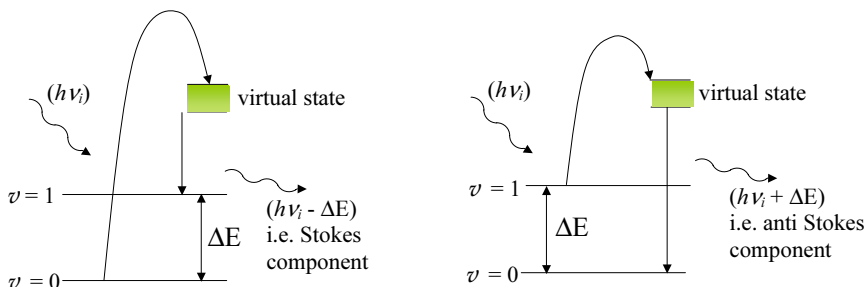 (hνi)
virtual state
v = 1
ΔE
(hνi - ΔE)
i.e. Stokes
component
v = 0
(hνi)
virtual state
v = 1
ΔE
(hνi + ΔE)
i.e. anti Stokes
component
v = 0